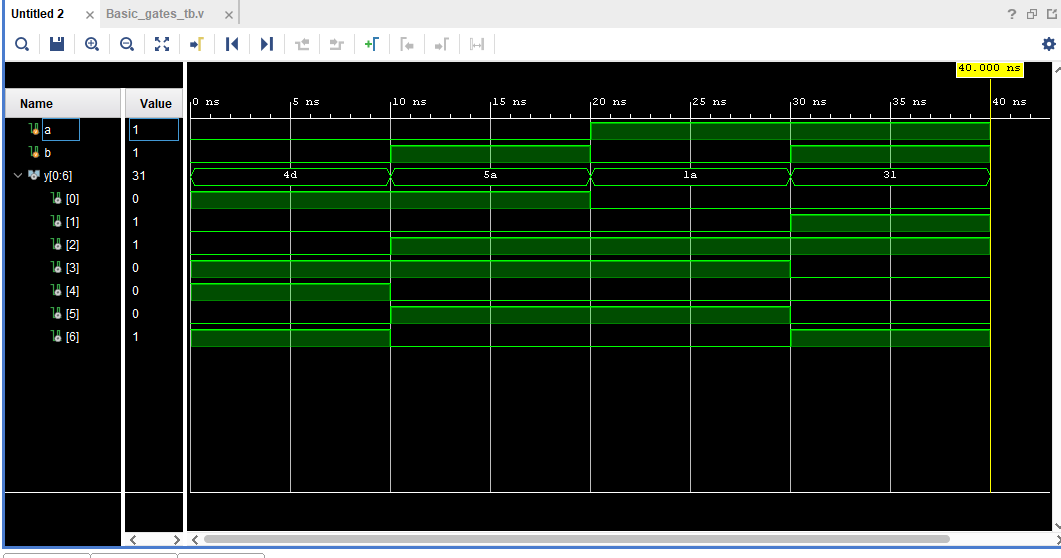 Untitled 2 × Basic_gates_tb.v × ?
40.000 ns
Name Value 0 ns 5 ns 10 ns 15 ns 20 ns 25 ns 30 ns 35 ns 40 ns
a 1
b 1
y[0:6] 31 4d 5a 1a 31
[0] 0
[1] 1
[2] 1
[3] 0
[4] 0
[5] 0
[6] 1